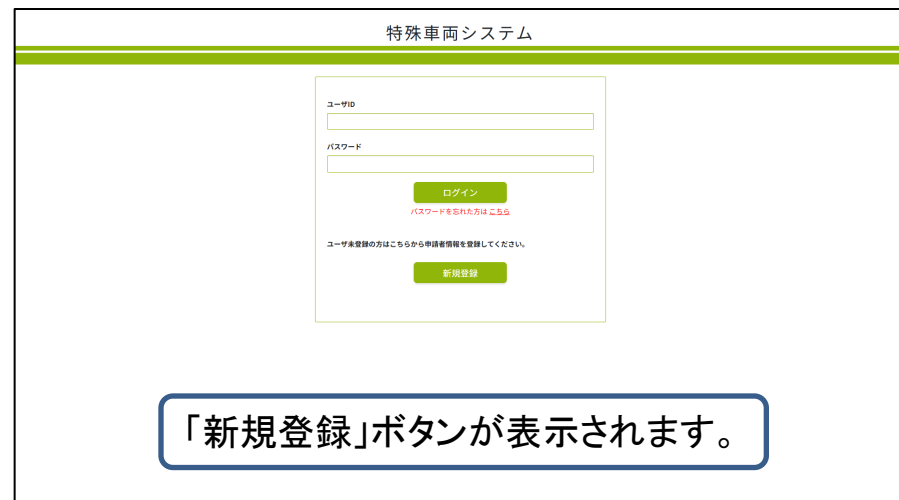 特殊車両システム
ユーザID
パスワード
ログイン
パスワードを忘れた方は こちら
ユーザ未登録の方はこちらから申請者情報を登録してください。
新規登録
「新規登録」ボタンが表示されます。